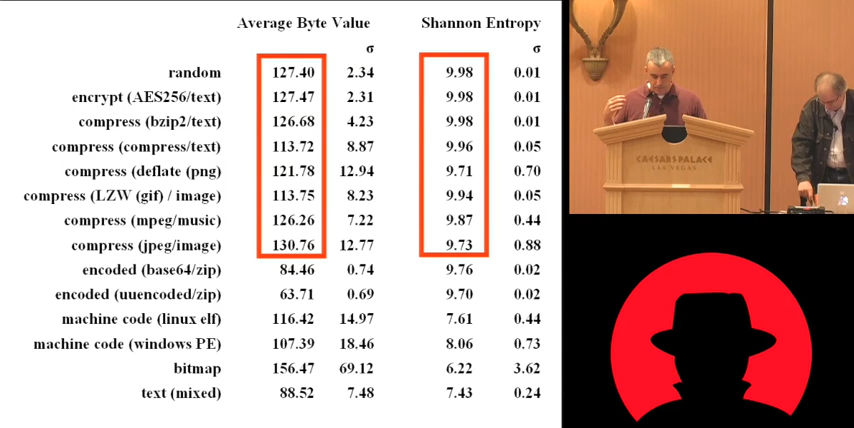 Average Byte Value Shannon Entropy
σ σ
random 127.40 2.34 9.98 0.01
encrypt (AES256/text) 127.47 2.31 9.98 0.01
compress (bzip2/text) 126.68 4.23 9.98 0.01
compress (compress/text) 113.72 8.87 9.96 0.05
compress (deflate (png) 121.78 12.94 9.71 0.70
compress (LZW (gif) / image) 113.75 8.23 9.94 0.05
compress (mpeg/music) 126.26 7.22 9.87 0.44
compress (jpeg/image) 130.76 12.77 9.73 0.88
encoded (base64/zip) 84.46 0.74 9.76 0.02
encoded (uuencoded/zip) 63.71 0.69 9.70 0.02
machine code (linux elf) 116.42 14.97 7.61 0.44
machine code (windows PE) 107.39 18.46 8.06 0.73
bitmap 156.47 69.12 6.22 3.62
text (mixed) 88.52 7.48 7.43 0.24
CAESARS PALACE
LAS VEGAS